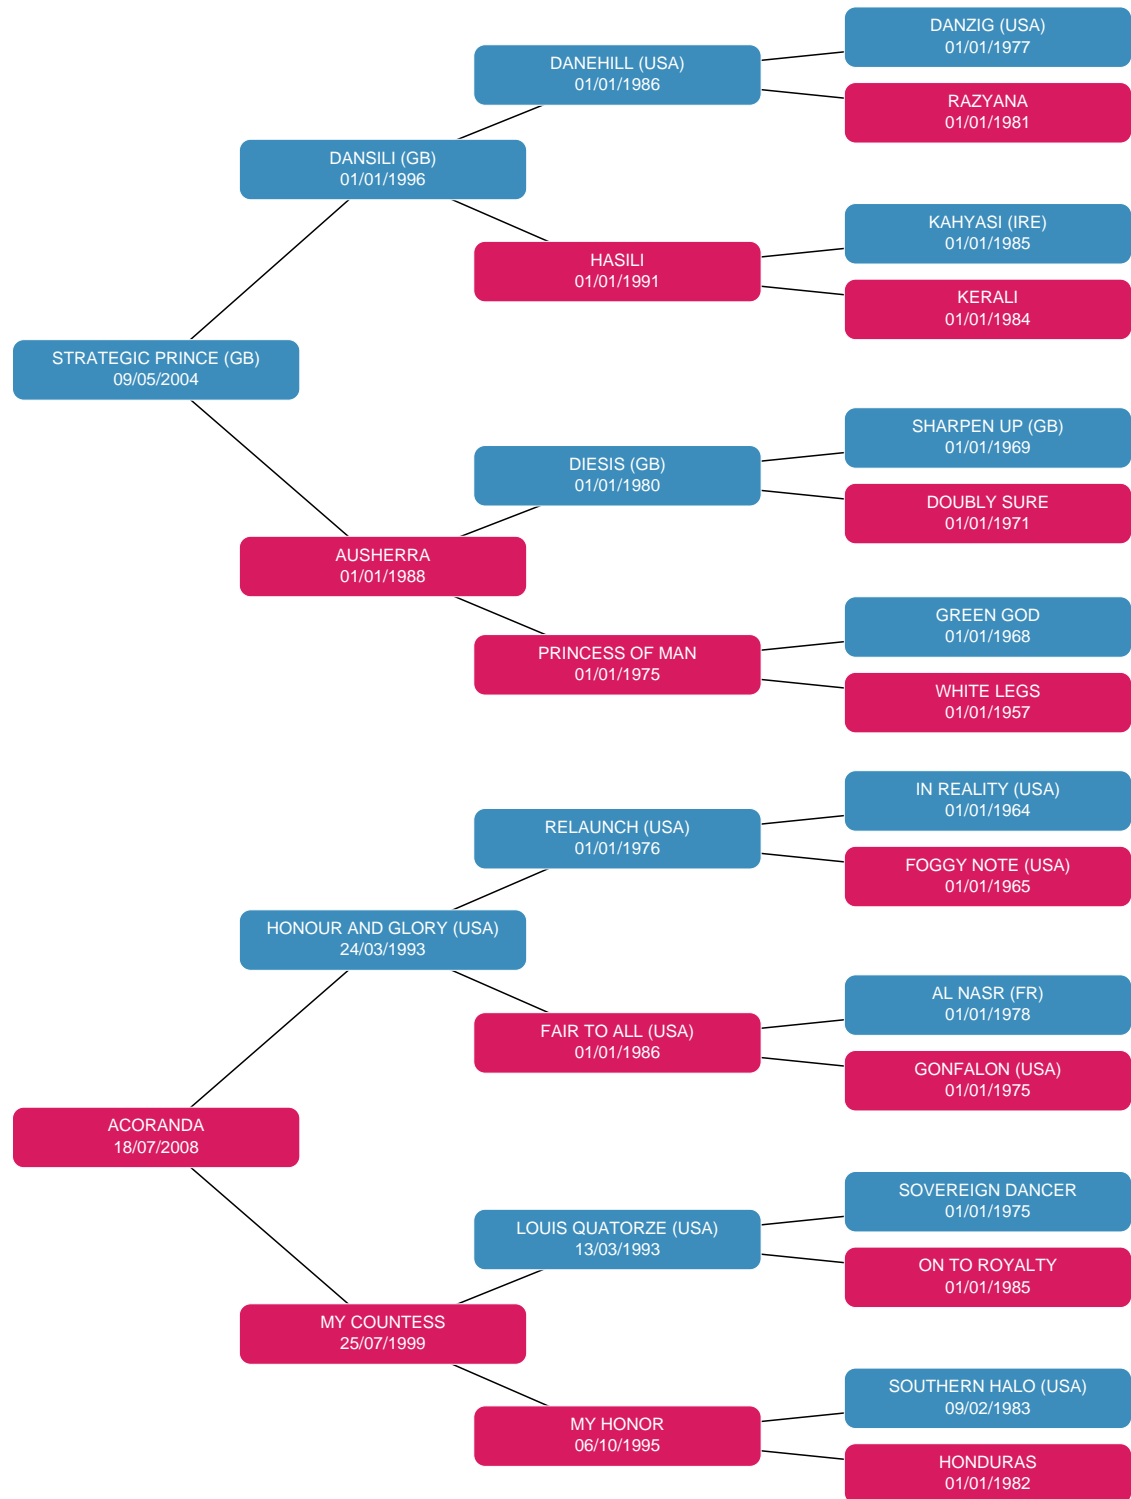 DANZIG (USA)
01/01/1977
DANEHILL (USA)
01/01/1986
RAZYANA
01/01/1981
DANSILI (GB)
01/01/1996
KAHYASI (IRE)
01/01/1985
HASILI
01/01/1991
KERALI
01/01/1984
STRATEGIC PRINCE (GB)
09/05/2004
SHARPEN UP (GB)
01/01/1969
DIESIS (GB)
01/01/1980
DOUBLY SURE
01/01/1971
AUSHERRA
01/01/1988
GREEN GOD
01/01/1968
PRINCESS OF MAN
01/01/1975
WHITE LEGS
01/01/1957
IN REALITY (USA)
01/01/1964
RELAUNCH (USA)
01/01/1976
FOGGY NOTE (USA)
01/01/1965
HONOUR AND GLORY (USA)
24/03/1993
AL NASR (FR)
01/01/1978
FAIR TO ALL (USA)
01/01/1986
GONFALON (USA)
01/01/1975
ACORANDA
18/07/2008
SOVEREIGN DANCER
01/01/1975
LOUIS QUATORZE (USA)
13/03/1993
ON TO ROYALTY
01/01/1985
MY COUNTESS
25/07/1999
SOUTHERN HALO (USA)
09/02/1983
MY HONOR
06/10/1995
HONDURAS
01/01/1982